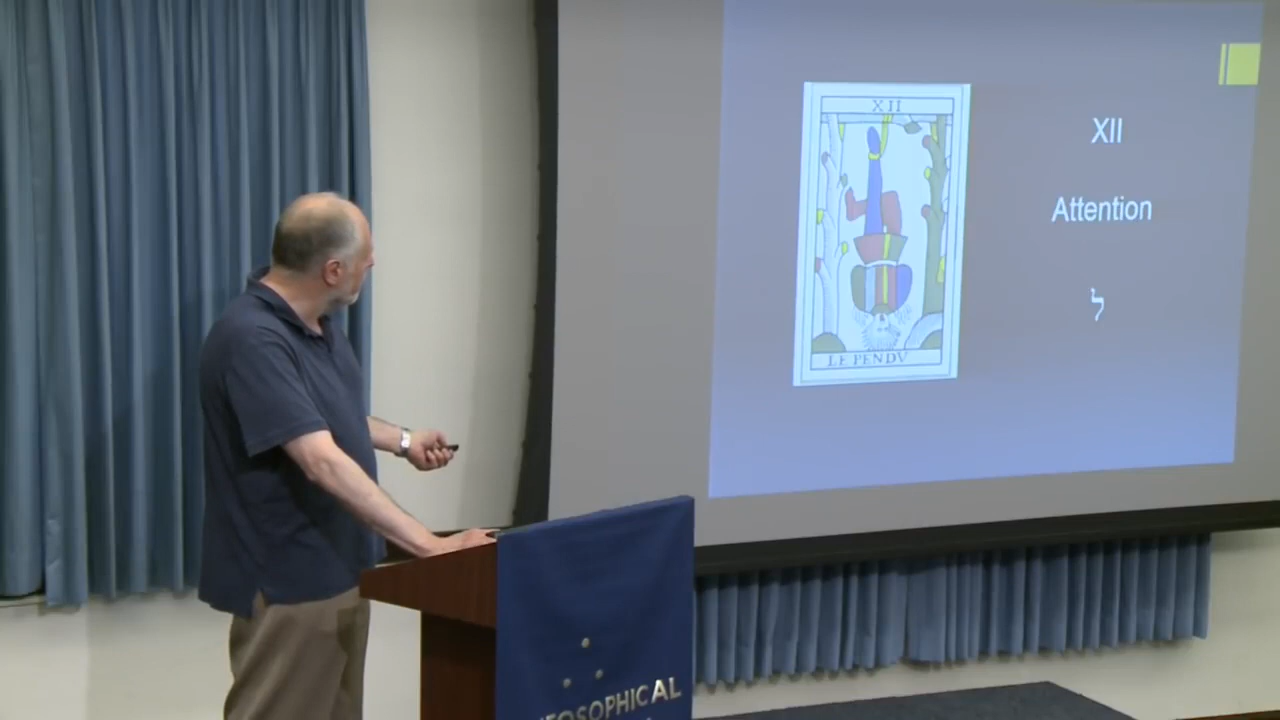 XII
LE PENDV
XII
Attention
ל
OSOPHICAL